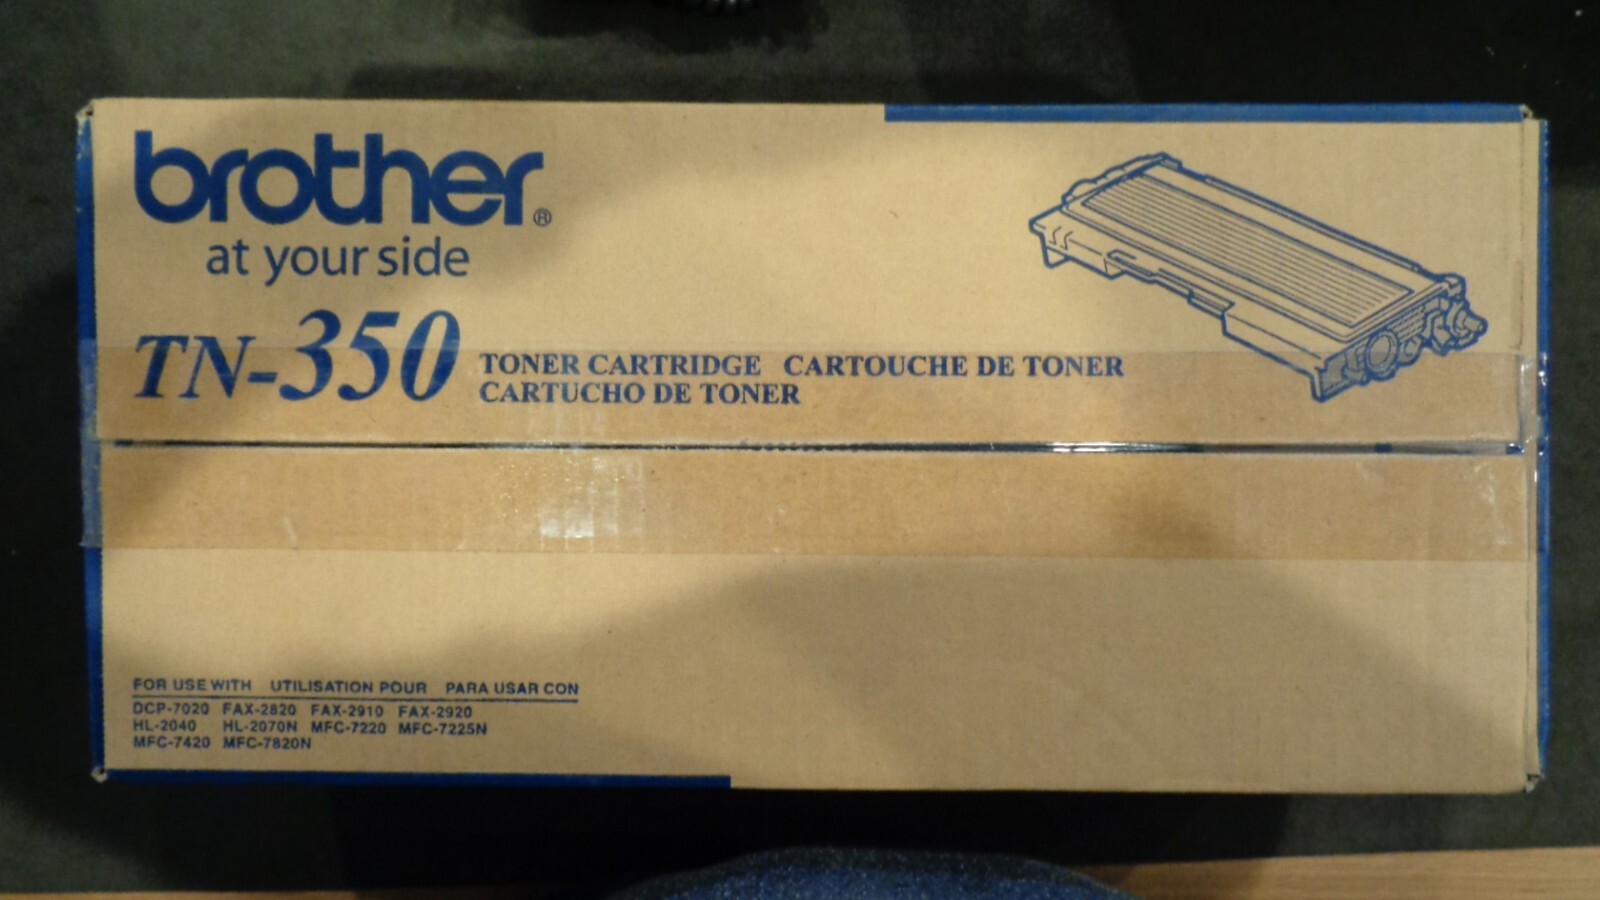 brother®
at your side
TN-350 TONER CARTRIDGE CARTOUCHE DE TONER
CARTUCHO DE TONER
FOR USE WITH UTILISATION POUR PARA USAR CON
DCP-7020 FAX-2820 FAX-2910 FAX-2920
HL-2040 HL-2070N MFC-7220 MFC-7225N
MFC-7420 MFC-7820N